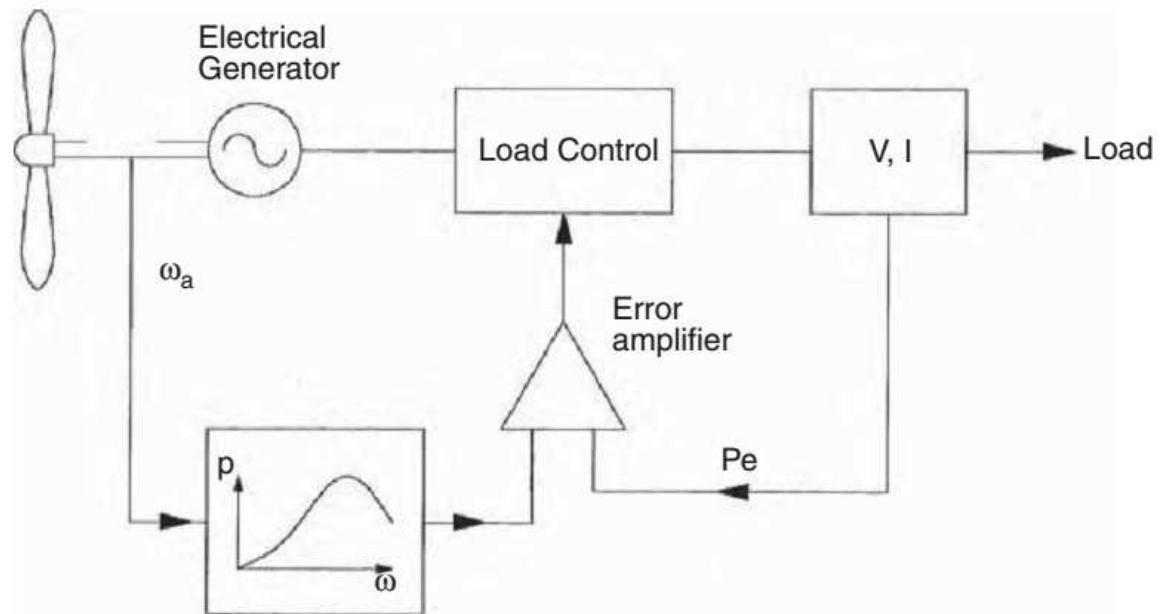 Electrical
Generator
Load Control
V, I
Load
ωₐ
Error
amplifier
Pe
p
ω